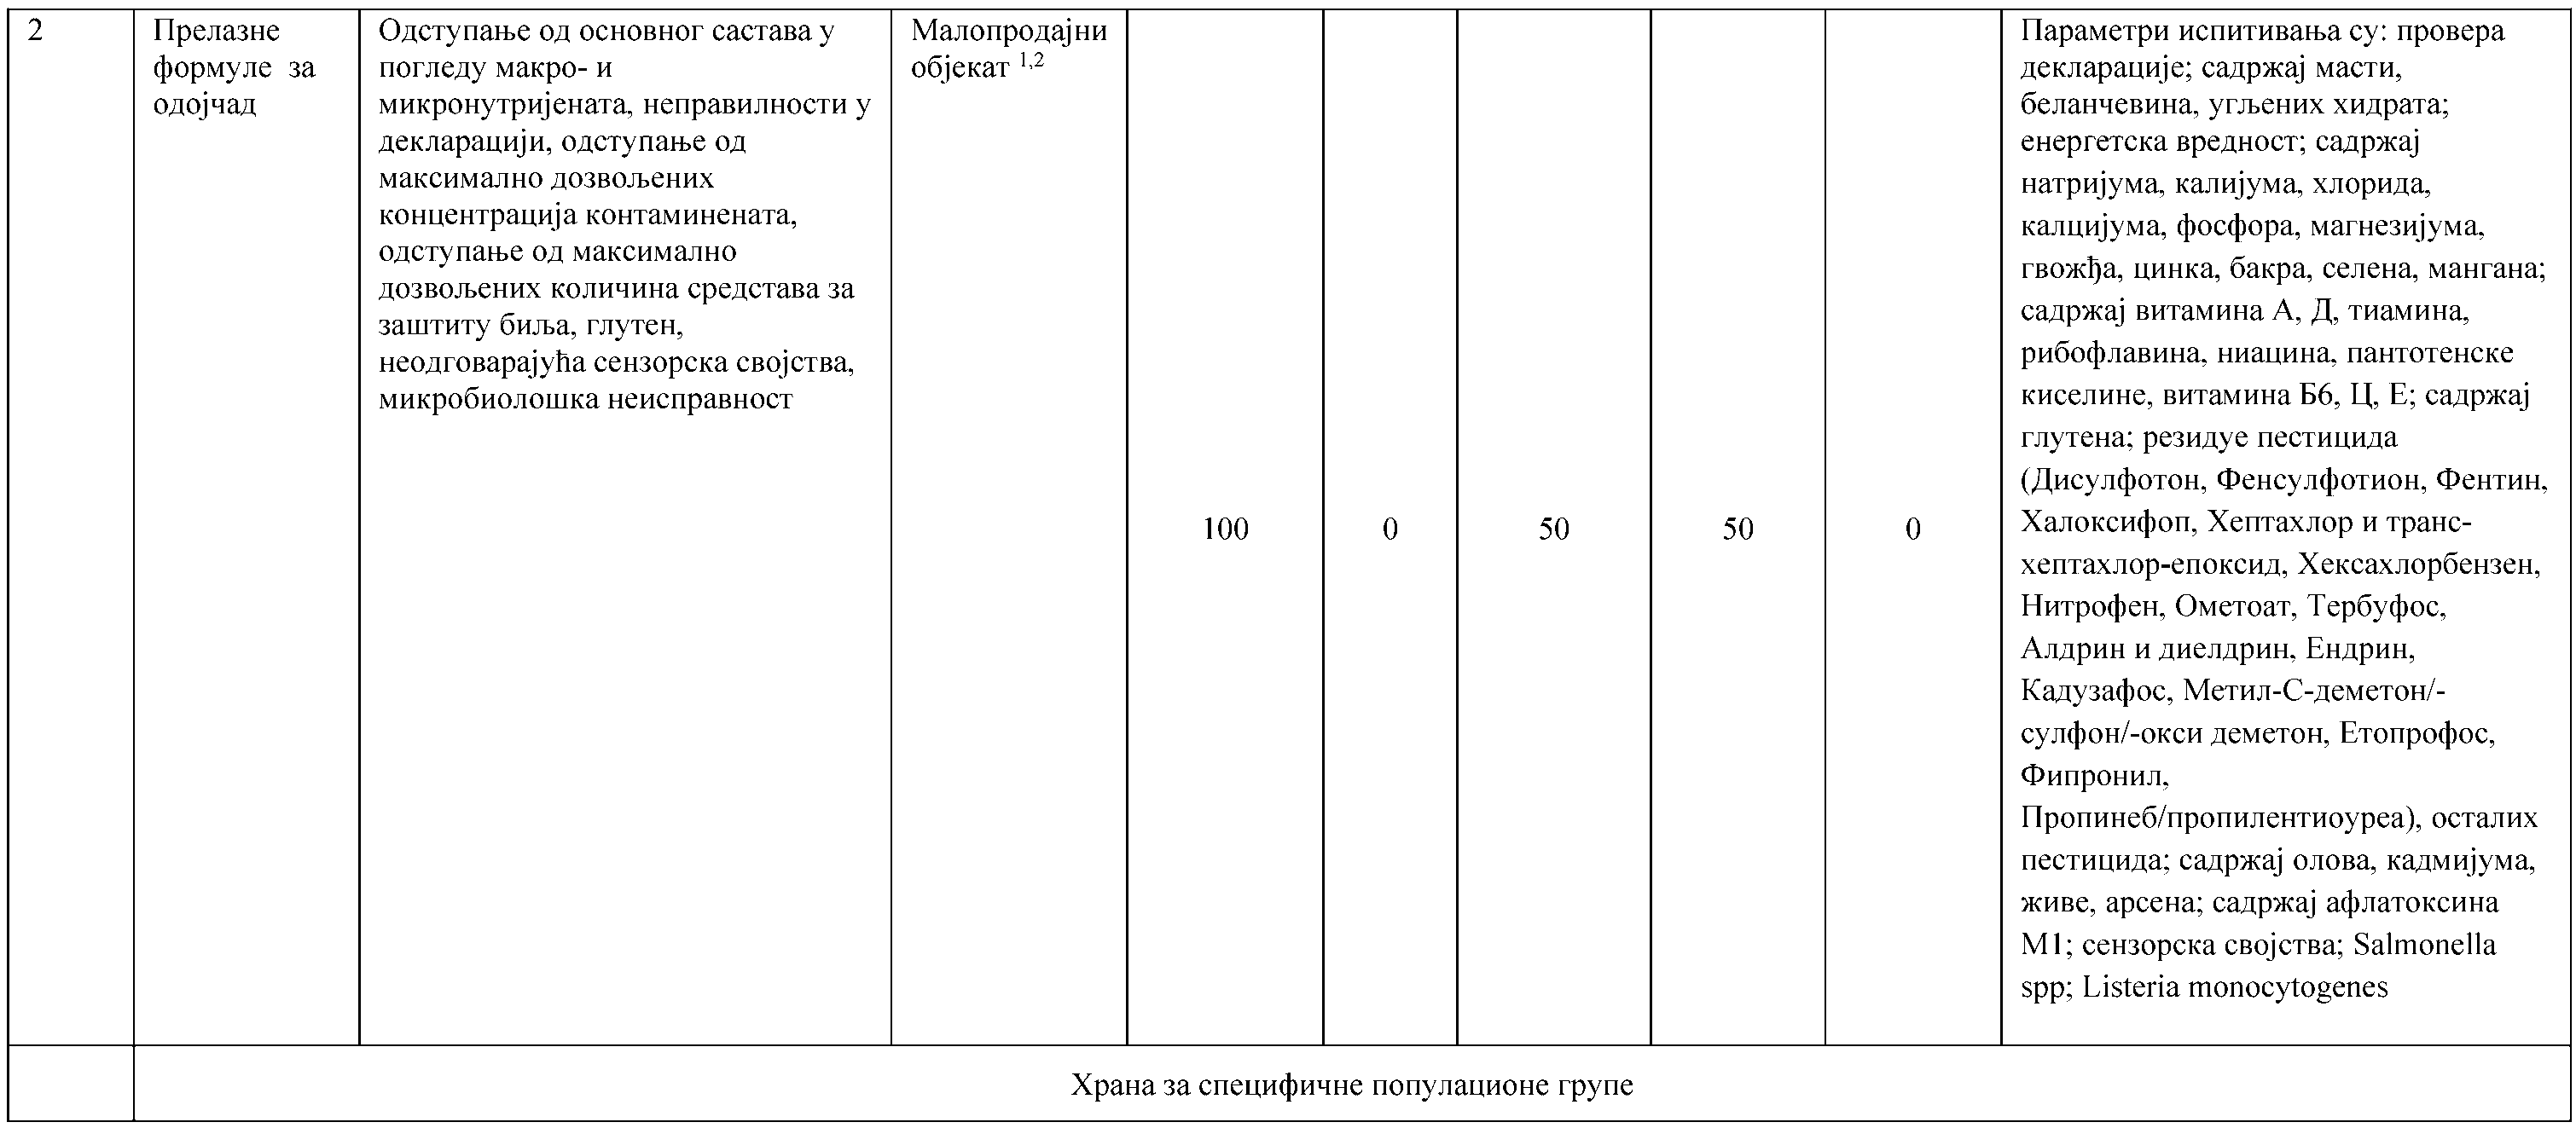 2
Прелазне
формуле за
одојчад
Одступање од основног састава у
погледу макро- и
микронутријената, неправилности у
декларацији, одступање од
максимално дозвољених
концентрација контаминената,
одступање од максимално
дозвољених количина средстава за
заштиту биља, глутен,
неодговарајућа сензорска својства,
микробиолошка неисправност
Малопродајни
објекат 1,2
100
0
50
50
0
Параметри испитивања су: провера
декларације; садржај масти,
беланчевина, угљених хидрата;
енергетска вредност; садржај
натријума, калијума, хлорида,
калцијума, фосфора, магнезијума,
гвожђа, цинка, бакра, селена, мангана;
садржај витамина А, Д, тиамина,
рибофлавина, ниацина, пантотенске
киселине, витамина Б6, Ц, Е; садржај
глутена; резидуе пестицида
(Дисулфотон, Фенсулфотион, Фентин,
Халоксифоп, Хептахлор и транс-
хептахлор-епоксид, Хексахлорбензен,
Нитрофен, Ометоат, Тербуфос,
Алдрин и диелдрин, Ендрин,
Кадузафос, Метил-С-деметон/-
сулфон/-окси деметон, Етопрофос,
Фипронил,
Пропинеб/пропилентиоуреа), осталих
пестицида; садржај олова, кадмијума,
живе, арсена; садржај афлатоксина
М1; сензорска својства; Salmonella
spp; Listeria monocytogenes
Храна за специфичне популационе групе